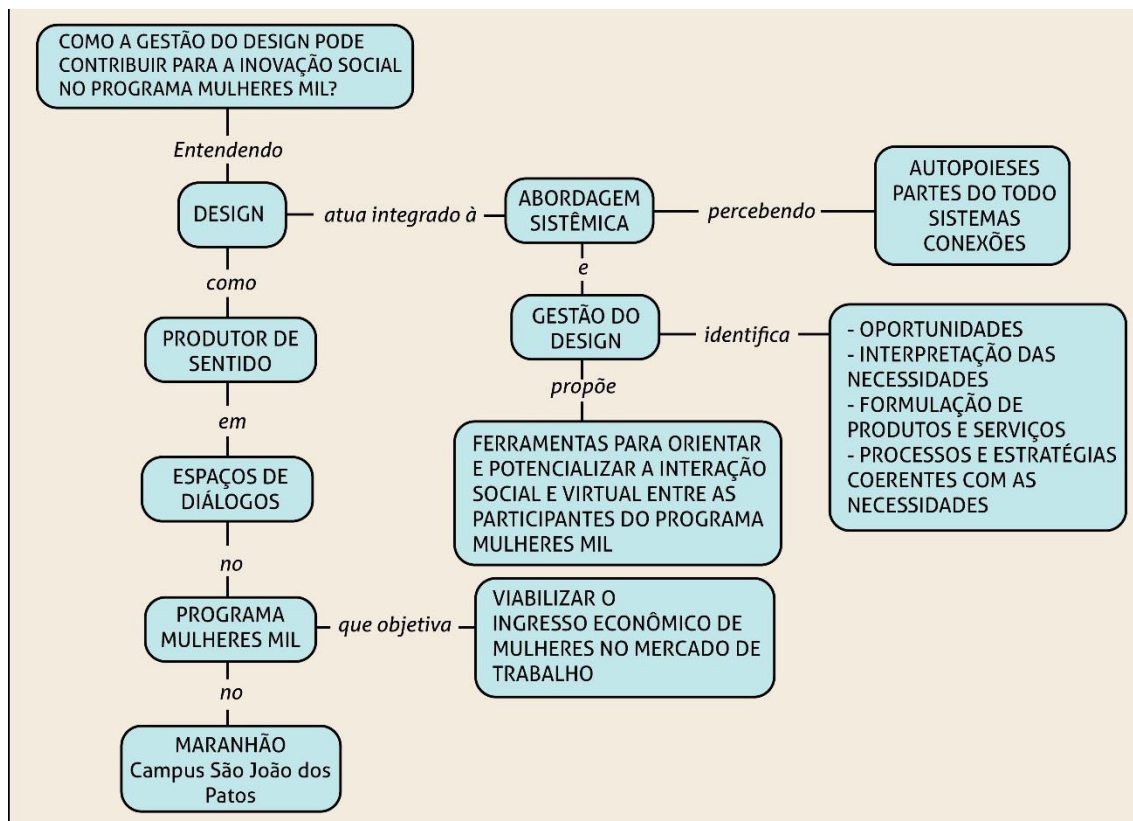 COMO A GESTÃO DO DESIGN PODE
CONTRIBUIR PARA A INOVAÇÃO SOCIAL
NO PROGRAMA MULHERES MIL?
Entendendo
DESIGN
atua integrado à
ABORDAGEM
SISTÊMICA
percebendo
AUTOPOIESES
PARTES DO TODO
SISTEMAS
CONEXÕES
como
e
PRODUTOR DE
SENTIDO
GESTÃO DO
DESIGN
identifica
- OPORTUNIDADES
- INTERPRETAÇÃO DAS
NECESSIDADES
- FORMULAÇÃO DE
PRODUTOS E SERVIÇOS
- PROCESSOS E ESTRATÉGIAS
COERENTES COM AS
NECESSIDADES
em
propõe
ESPAÇOS DE
DIÁLOGOS
FERRAMENTAS PARA ORIENTAR
E POTENCIALIZAR A INTERAÇÃO
SOCIAL E VIRTUAL ENTRE AS
PARTICIPANTES DO PROGRAMA
MULHERES MIL
no
PROGRAMA
MULHERES MIL
que objetiva
VIABILIZAR O
INGRESSO ECONÔMICO DE
MULHERES NO MERCADO DE
TRABALHO
no
MARANHÃO
Campus São João dos
Patos